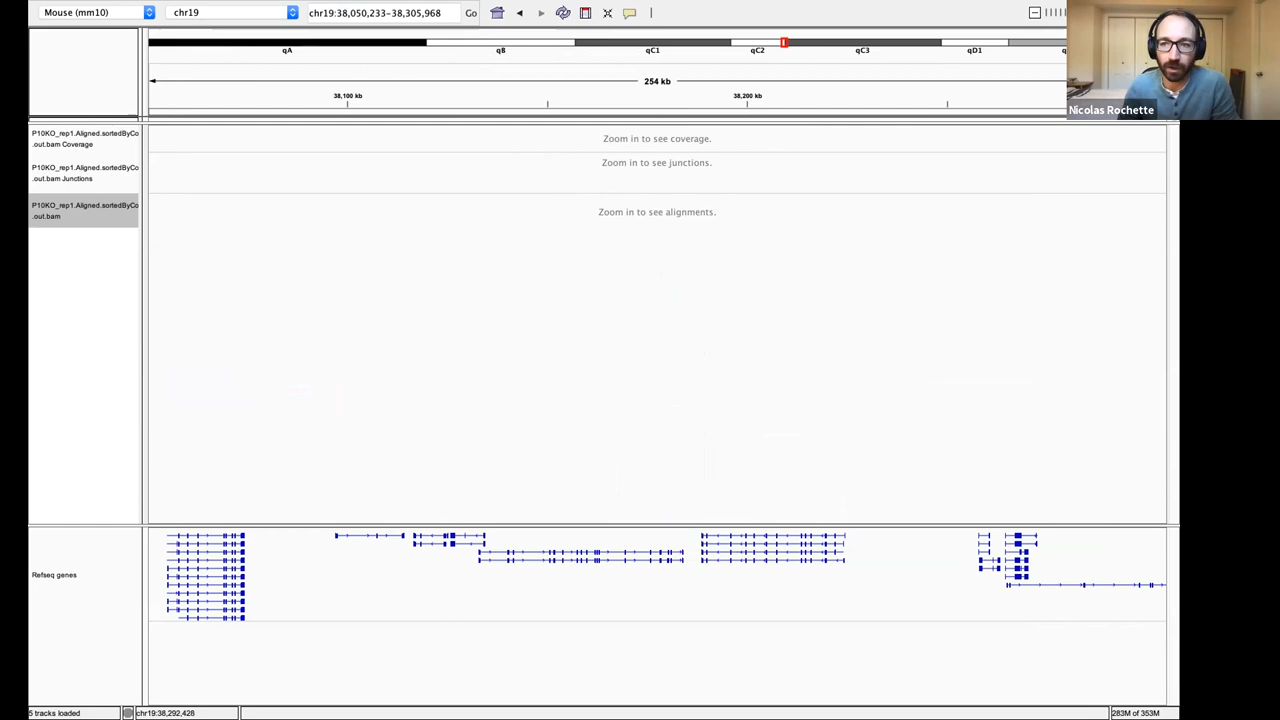 Mouse (mm10)
chr19
chr19:38,050,233-38,305,968
Go
qA
qB
qC1
qC2
qC3
qD1
254 kb
38,100 kb
38,200 kb
Nicolas Rochette
P10KO_rep1.Aligned.sortedByCo
.out.bam Coverage
Zoom in to see coverage.
P10KO_rep1.Aligned.sortedByCo
.out.bam Junctions
Zoom in to see junctions.
P10KO_rep1.Aligned.sortedByCo
.out.bam
Zoom in to see alignments.
Refseq genes
5 tracks loaded
chr19:38,292,428
283M of 353M